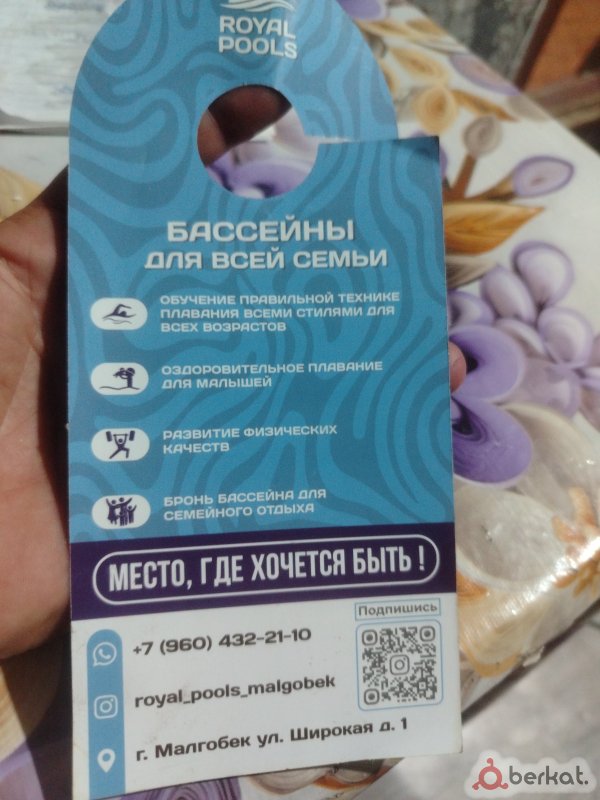 ROYAL
POOLS
БАССЕЙНЫ
ДЛЯ ВСЕЙ СЕМЬИ
ОБУЧЕНИЕ ПРАВИЛЬНОЙ ТЕХНИКЕ
ПЛАВАНИЯ ВСЕМИ СТИЛЯМИ ДЛЯ
ВСЕХ ВОЗРАСТОВ
ОЗДОРОВИТЕЛЬНОЕ ПЛАВАНИЕ
ДЛЯ МАЛЫШЕЙ
РАЗВИТИЕ ФИЗИЧЕСКИХ
КАЧЕСТВ
БРОНЬ БАССЕЙНА ДЛЯ
СЕМЕЙНОГО ОТДЫХА
МЕСТО, ГДЕ ХОЧЕТСЯ БЫТЬ !
Подпишись
+7 (960) 432-21-10
royal_pools_malgobek
г. Малгобек ул. Широкая д. 1
berkat.